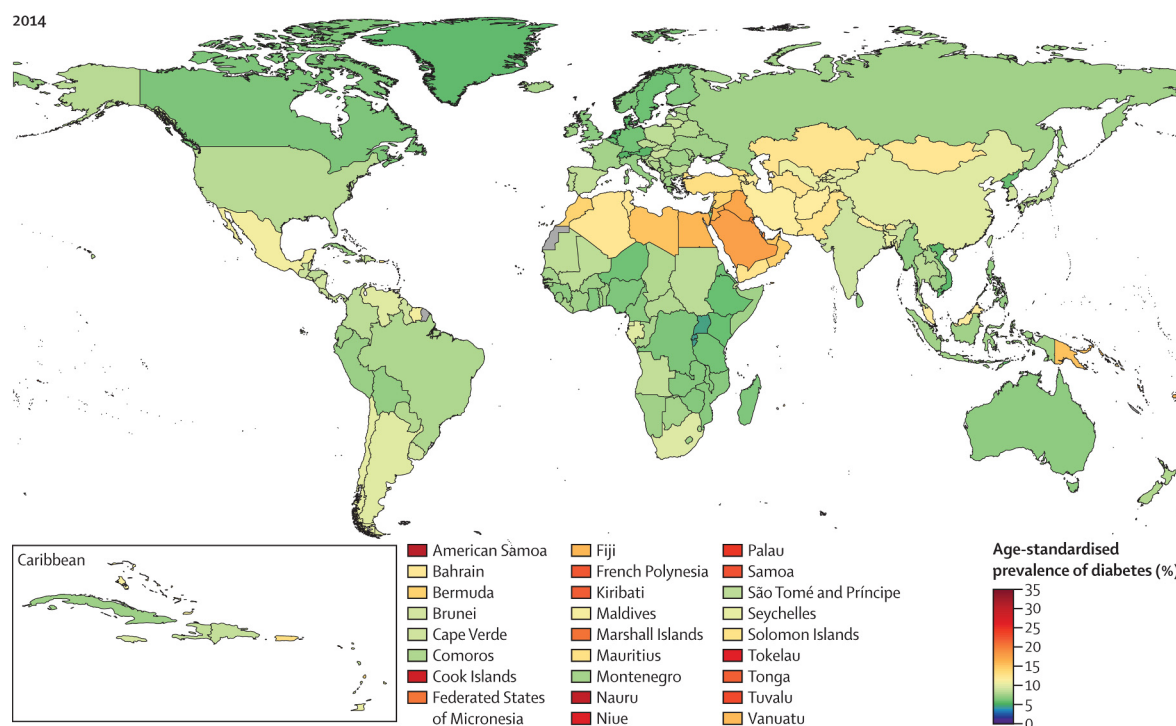 2014
Caribbean
American Samoa
Bahrain
Bermuda
Brunei
Cape Verde
Comoros
Cook Islands
Federated States
of Micronesia
Fiji
French Polynesia
Kiribati
Maldives
Marshall Islands
Mauritius
Montenegro
Nauru
Niue
Palau
Samoa
São Tomé and Príncipe
Seychelles
Solomon Islands
Tokelau
Tonga
Tuvalu
Vanuatu
Age-standardised
prevalence of diabetes (%)
35
30
25
20
15
10
5
0